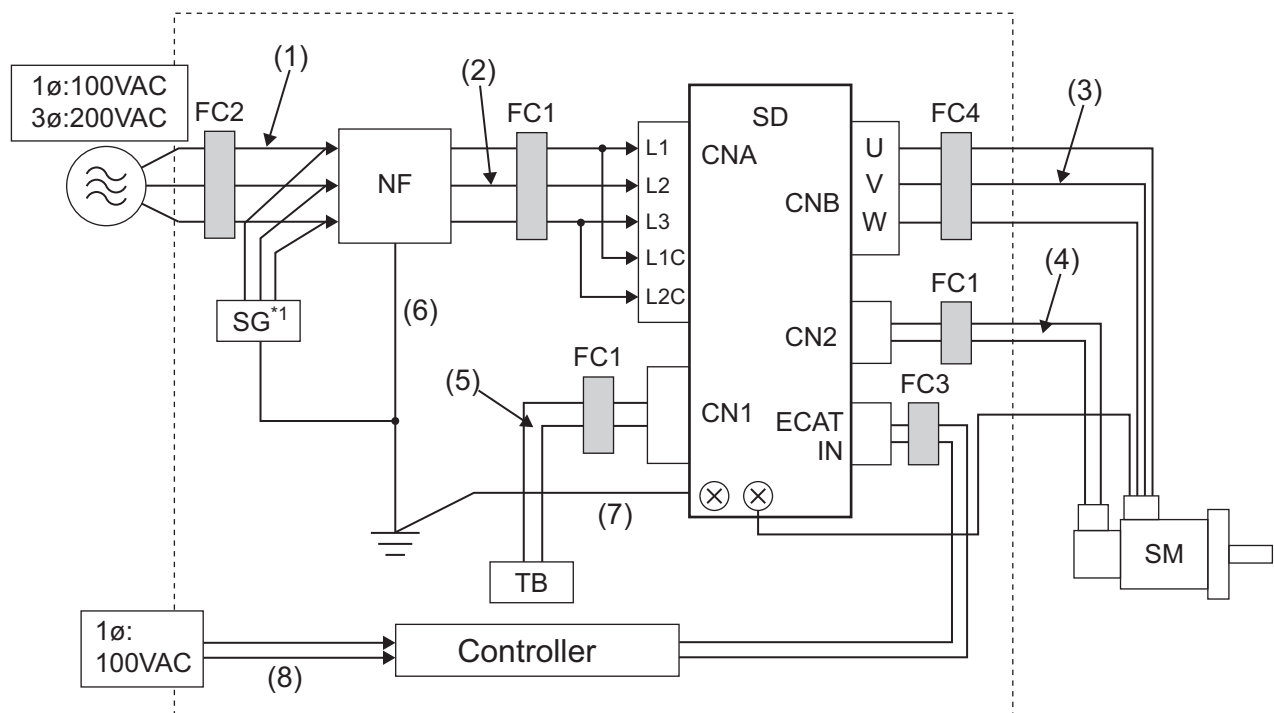 1ø:100VAC
3ø:200VAC
FC2
(1)
NF
(2)
FC1
L1
L2
L3
L1C
L2C
SD
CNA
CNB
U
V
W
FC4
(3)
SG*1
(6)
FC1
(5)
CN1
CN2
FC1
(4)
FC3
ECAT
IN
(7)
TB
SM
1ø:
100VAC
(8)
Controller